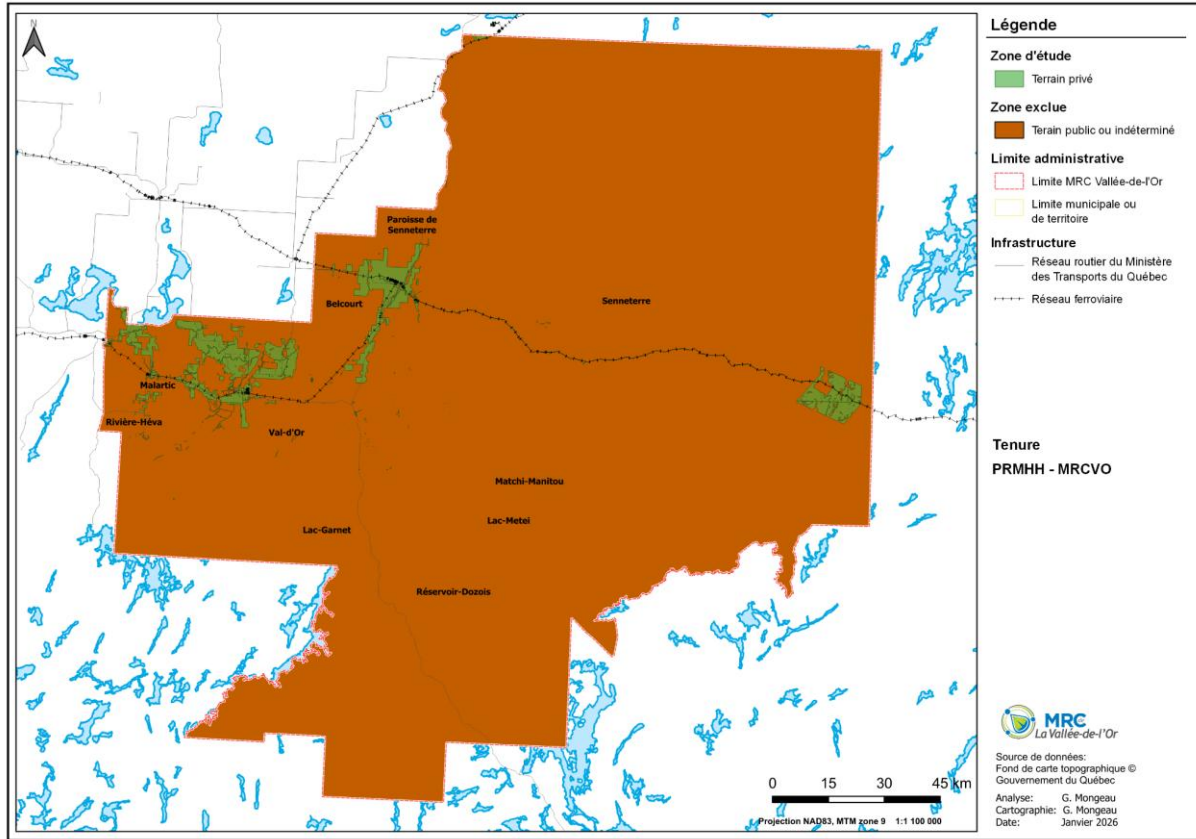 N
Paroisse de
Senneterre
Belcourt
Senneterre
Malartic
Rivière-Héva
Val-d'Or
Matchi-Manitou
Lac-Metei
Lac-Garnet
Réservoir-Dozois
0 15 30 45 km
Projection NAD83, MTM zone 9 1:1 100 000
Légende
Zone d'étude
Terrain privé
Zone exclue
Terain public ou indéterminé
Limite administrative
Limite MRC Vallée-de-l'Or
Limite municipale ou
de territoire
Infrastructure
Réseau routier du Ministère
des Transports du Québec
Réseau ferroviaire
Tenure
PRMHH - MRCVO
MRC
La Vallée-de-l'Or
Source de données:
Fond de carte topographique ©
Gouvernement du Québec
Analyse: G. Mongeau
Cartographie: G. Mongeau
Date: Janvier 2026